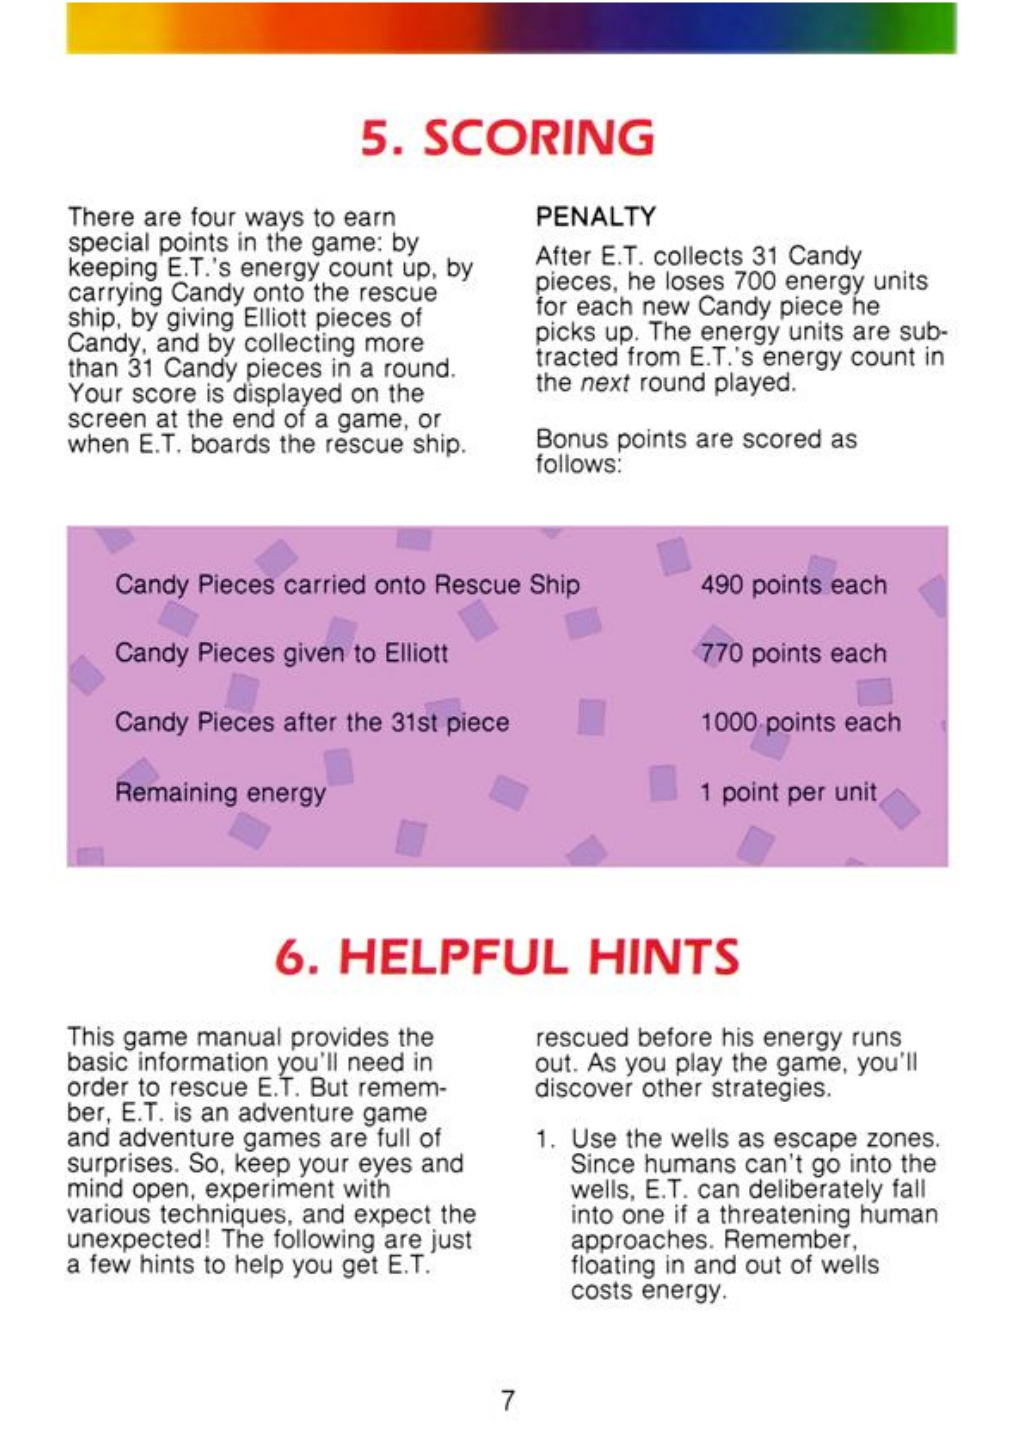 5. SCORING
There are four ways to earn
special points in the game: by
keeping E.T.'s energy count up, by
carrying Candy onto the rescue
ship, by giving Elliott pieces of
Candy, and by collecting more
than 31 Candy pieces in a round.
Your score is displayed on the
screen at the end of a game, or
when E.T. boards the rescue ship.
PENALTY
After E.T. collects 31 Candy
pieces, he loses 700 energy units
for each new Candy piece he
picks up. The energy units are sub-
tracted from E.T.'s energy count in
the next round played.
Bonus points are scored as
follows:
Candy Pieces carried onto Rescue Ship 490 points each
Candy Pieces given to Elliott 770 points each
Candy Pieces after the 31st piece 1000 points each
Remaining energy 1 point per unit
6. HELPFUL HINTS
This game manual provides the
basic information you'll need in
order to rescue E.T. But remem-
ber, E.T. is an adventure game
and adventure games are full of
surprises. So, keep your eyes and
mind open, experiment with
various techniques, and expect the
unexpected! The following are just
a few hints to help you get E.T.
rescued before his energy runs
out. As you play the game, you'll
discover other strategies.
1. Use the wells as escape zones.
Since humans can't go into the
wells, E.T. can deliberately fall
into one if a threatening human
approaches. Remember,
floating in and out of wells
costs energy.
7